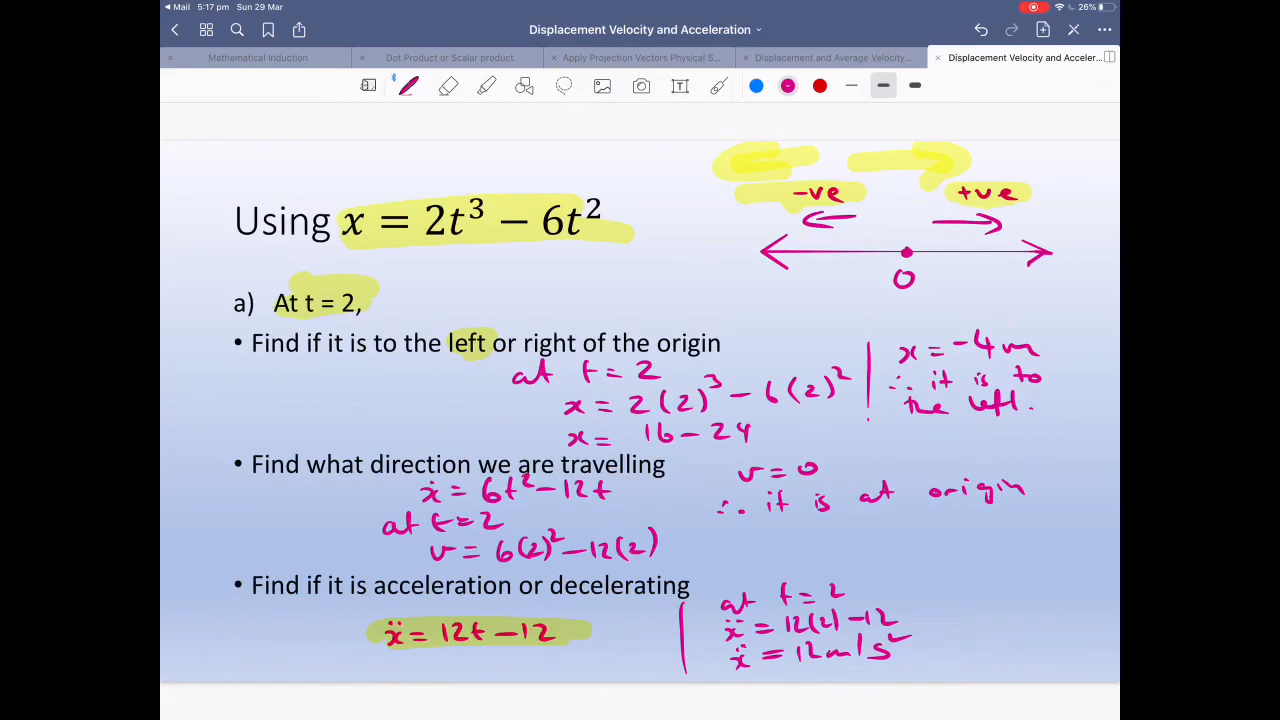 Mail 5:17 pm Sun 29 Mar 26%
Displacement Velocity and Acceleration
Mathematical Induction Dot Product or Scalar product Apply Projection Vectors Physical S... Displacement and Average Velocity... Displacement Velocity and Acceler...
-ve +ve
Using x = 2t³ − 6t²
0
a) At t = 2,
• Find if it is to the left or right of the origin
at t = 2
x = 2(2)³ − 6(2)²
x = 16 − 24
x = -4m
∴ it is to
the left.
• Find what direction we are travelling
ẋ = 6t² − 12t
at t = 2
v = 6(2)² − 12(2)
v = 0
∴ it is at origin
• Find if it is acceleration or decelerating
ẍ = 12t − 12
at t = 2
ẍ = 12(2) − 12
ẍ = 12m/s²